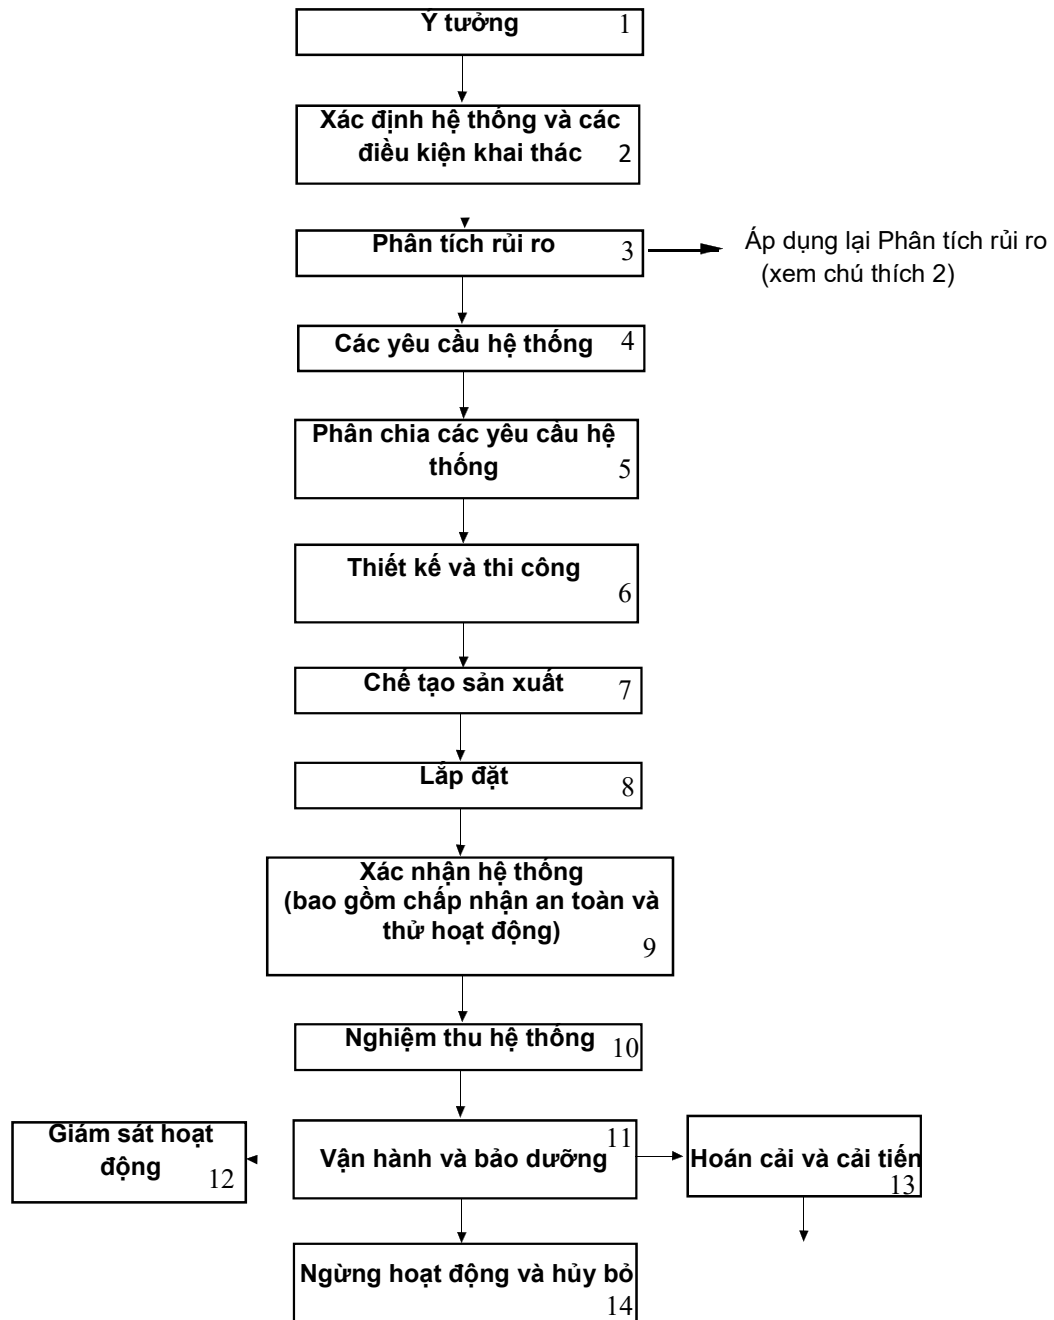 Ý tưởng 1
Xác định hệ thống và các
điều kiện khai thác 2
Phân tích rủi ro 3
Áp dụng lại Phân tích rủi ro
(xem chú thích 2)
Các yêu cầu hệ thống 4
Phân chia các yêu cầu hệ
thống 5
Thiết kế và thi công
6
Chế tạo sản xuất 7
Lắp đặt 8
Xác nhận hệ thống
(bao gồm chấp nhận an toàn và
thử hoạt động)
9
Nghiệm thu hệ thống 10
Giám sát hoạt
động 12
11
Vận hành và bảo dưỡng
Hoán cải và cải tiến
13
Ngừng hoạt động và hủy bỏ
14